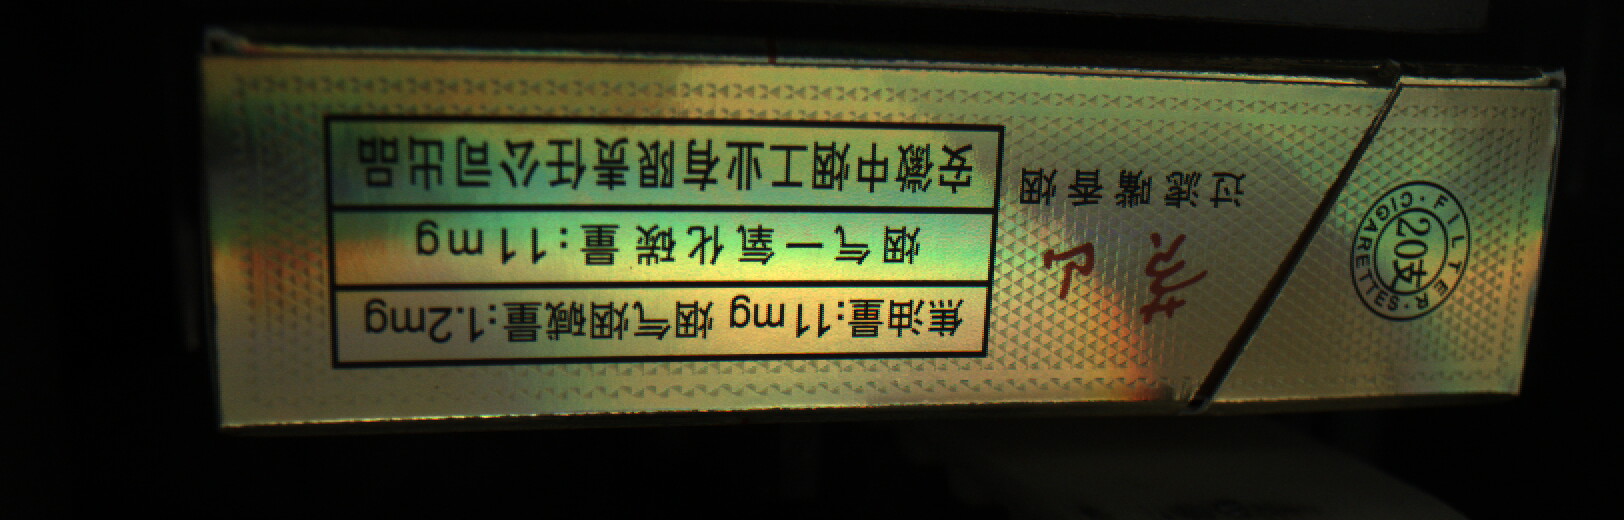 FILTER·CIGARETTES·
20支
黄山
过滤嘴香烟
焦油量:11mg 烟气烟碱量:1.2mg
烟气一氧化碳量:11mg
安徽中烟工业有限责任公司出品